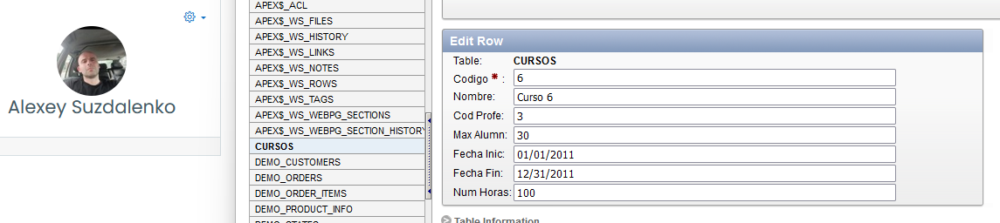 Alexey Suzdalenko
APEX$_ACL
APEX$_WS_FILES
APEX$_WS_HISTORY
APEX$_WS_LINKS
APEX$_WS_NOTES
APEX$_WS_ROWS
APEX$_WS_TAGS
APEX$_WS_WEBPG_SECTIONS
APEX$_WS_WEBPG_SECTION_HISTORY
CURSOS
DEMO_CUSTOMERS
DEMO_ORDERS
DEMO_ORDER_ITEMS
DEMO_PRODUCT_INFO
DEMO_STATES
Edit Row
Table: CURSOS
Codigo * : 6
Nombre: Curso 6
Cod Profe: 3
Max Alumn: 30
Fecha Inic: 01/01/2011
Fecha Fin: 12/31/2011
Num Horas: 100
Table Information